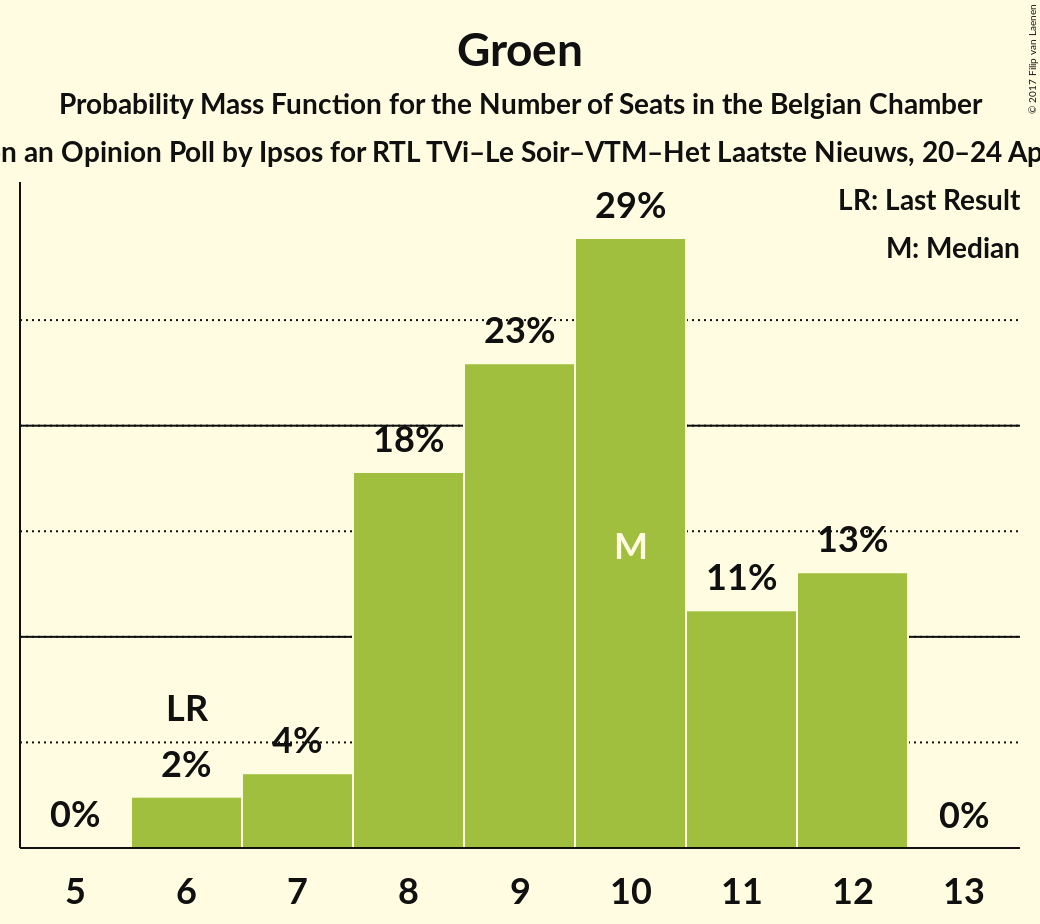 Groen
Probability Mass Function for the Number of Seats in the Belgian Chamber
n an Opinion Poll by Ipsos for RTL TVi–Le Soir–VTM–Het Laatste Nieuws, 20–24 Ap
© 2017 Filip van Laenen
LR: Last Result
M: Median
29%
23%
18%
M
13%
11%
LR
4%
2%
0%
0%
5 6 7 8 9 10 11 12 13